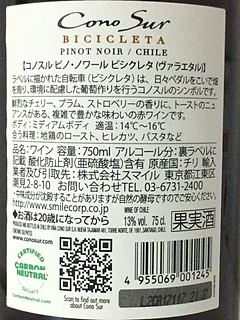 Cono Sur
BICICLETA
PINOT NOIR / CHILE
【コノスル ピノ・ノワール ビシクレタ (ヴァラエタル)】
ラベルに描かれた自転車(ビシクレタ)は、日々ペダルをこいで畑
を周り、環境に配慮した葡萄作りを行うコノスルのシンボルです。
鮮烈なチェリー、プラム、ストロベリーの香りに、トーストのニュ
アンスがある、複雑で豊かな味わいの赤ワインです。
ボディ:ミディアムボディ 適温:14℃〜16℃
合う料理:地鶏のロースト、ヒレカツ、パスタなど
品名:ワイン 容量:750ml アルコール分:裏ラベルに
記載 酸化防止剤(亜硫酸塩)含有 原産国:チリ 輸入
業者及び引取先:株式会社スマイル 東京都江東区
潮見2-8-10 お問い合わせTEL. 03-6731-2400
http://www.smilecorp.co.jp
お酒は20歳になってから
果実酒
WINE OF CHILE
www.conosur.com
13% vol. 75 cl.
CERTIFIED
CARBON
NEUTRAL
CarbonNeutral.com
4 955069 001245